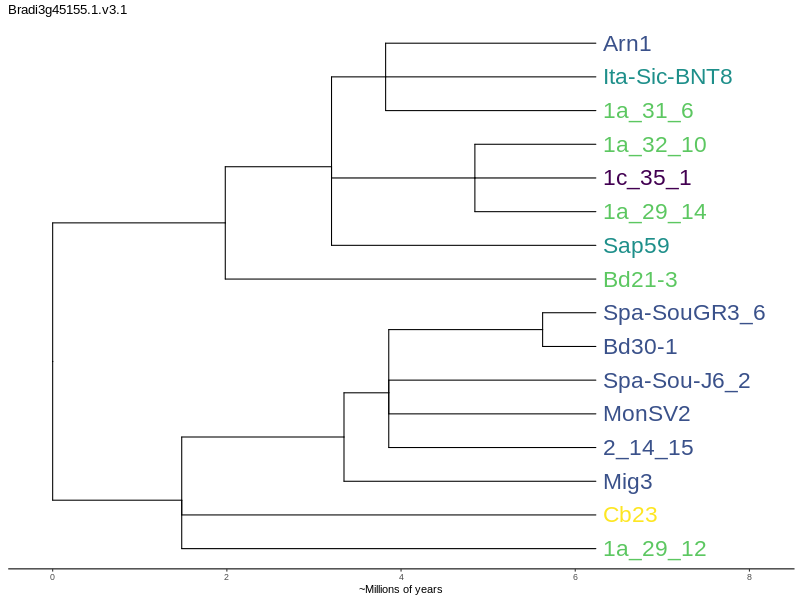 Bradi3g45155.1.v3.1
Arn1
Ita-Sic-BNT8
1a_31_6
1a_32_10
1c_35_1
1a_29_14
Sap59
Bd21-3
Spa-SouGR3_6
Bd30-1
Spa-Sou-J6_2
MonSV2
2_14_15
Mig3
Cb23
1a_29_12
0 2 4 6 8
~Millions of years